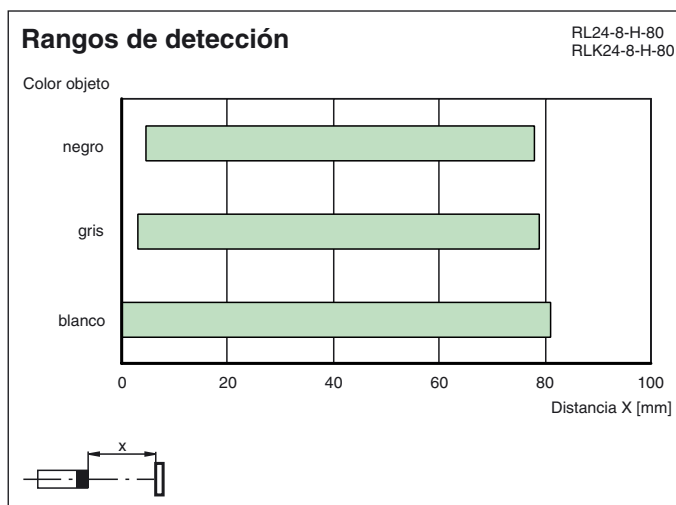 Rangos de detección
RL24-8-H-80
RLK24-8-H-80
Color objeto
negro
gris
blanco
0 20 40 60 80 100
Distancia X [mm]
x